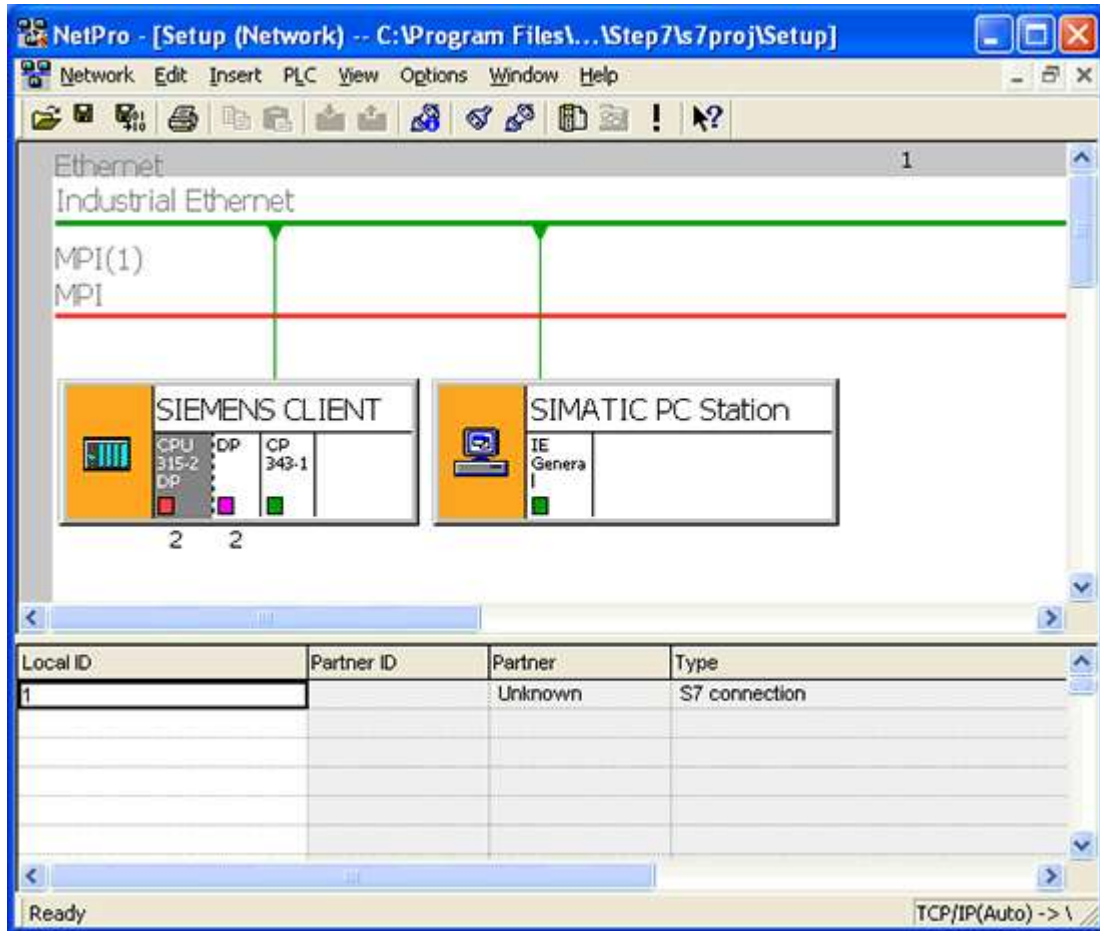 NetPro - [Setup (Network) -- C:\Program Files\...\Step7\s7proj\Setup]
Network Edit Insert PLC View Options Window Help
Ethernet 1
Industrial Ethernet
MPI(1)
MPI
SIEMENS CLIENT
CPU
315-2
DP
DP
CP
343-1
2 2
SIMATIC PC Station
IE
Genera
l
Local ID Partner ID Partner Type
1 Unknown S7 connection
Ready TCP/IP(Auto) -> \